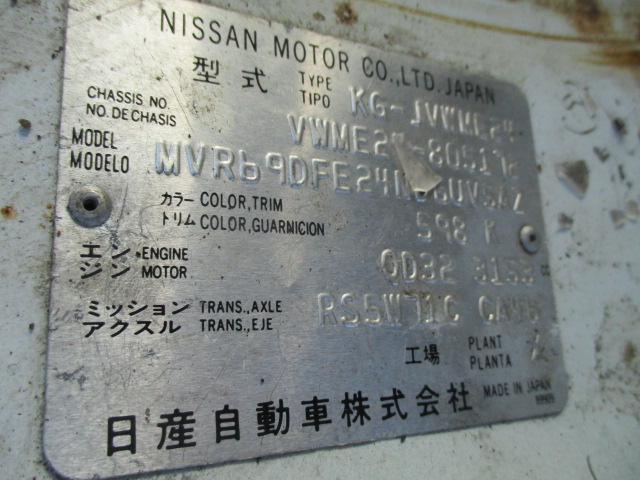 NISSAN MOTOR CO.,LTD.JAPAN
型式 TYPE TIPO
CHASSIS NO.
NO.DE CHASIS
MODEL
MODELO
カラー COLOR,TRIM
トリム COLOR,GUARNICION 598 K
エン ENGINE
ジン MOTOR QD32 3153 cc
ミッション TRANS.,AXLE RS5W71C
アクスル TRANS.,EJE
工場 PLANT PLANTA
日産自動車株式会社 MADE IN JAPAN